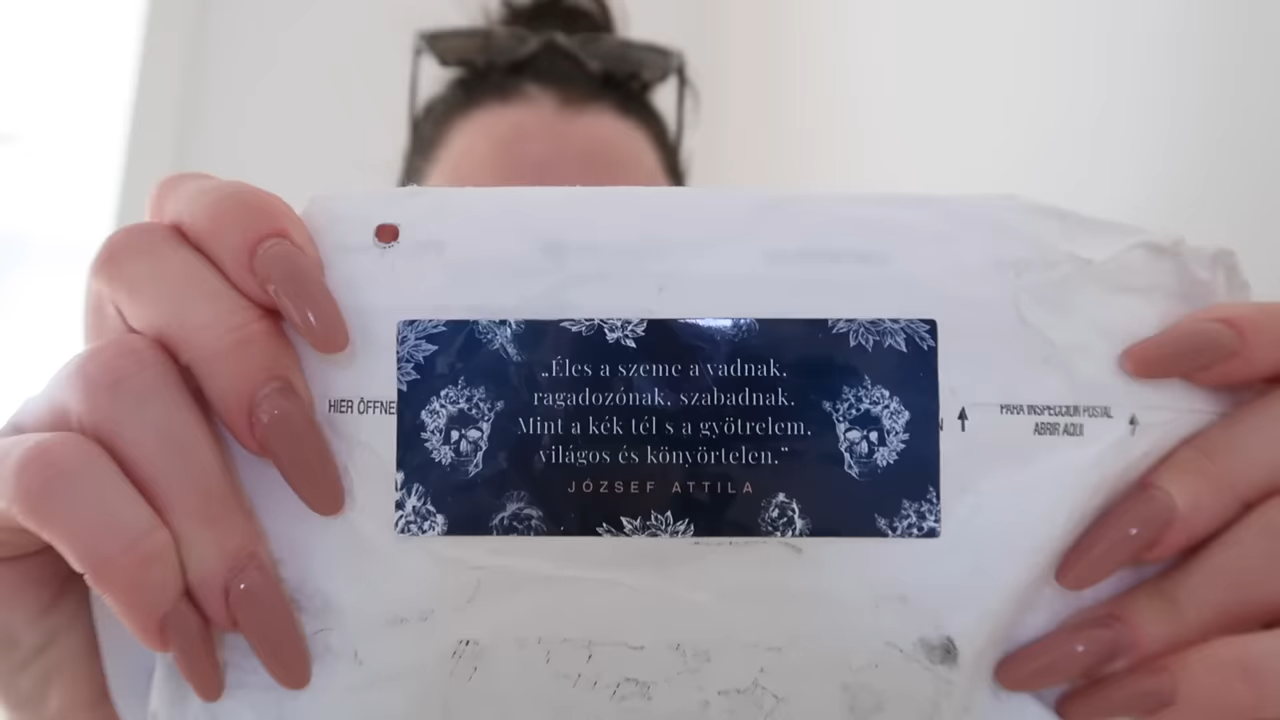 „Éles a szeme a vadnak,
ragadozónak, szabadnak.
Mint a kék tél s a gyötrelem,
világos és könyörtelen.”
JÓZSEF ATTILA
HIER ÖFFNE
N
PARA INSPECCION POSTAL
ABRIR AQUI